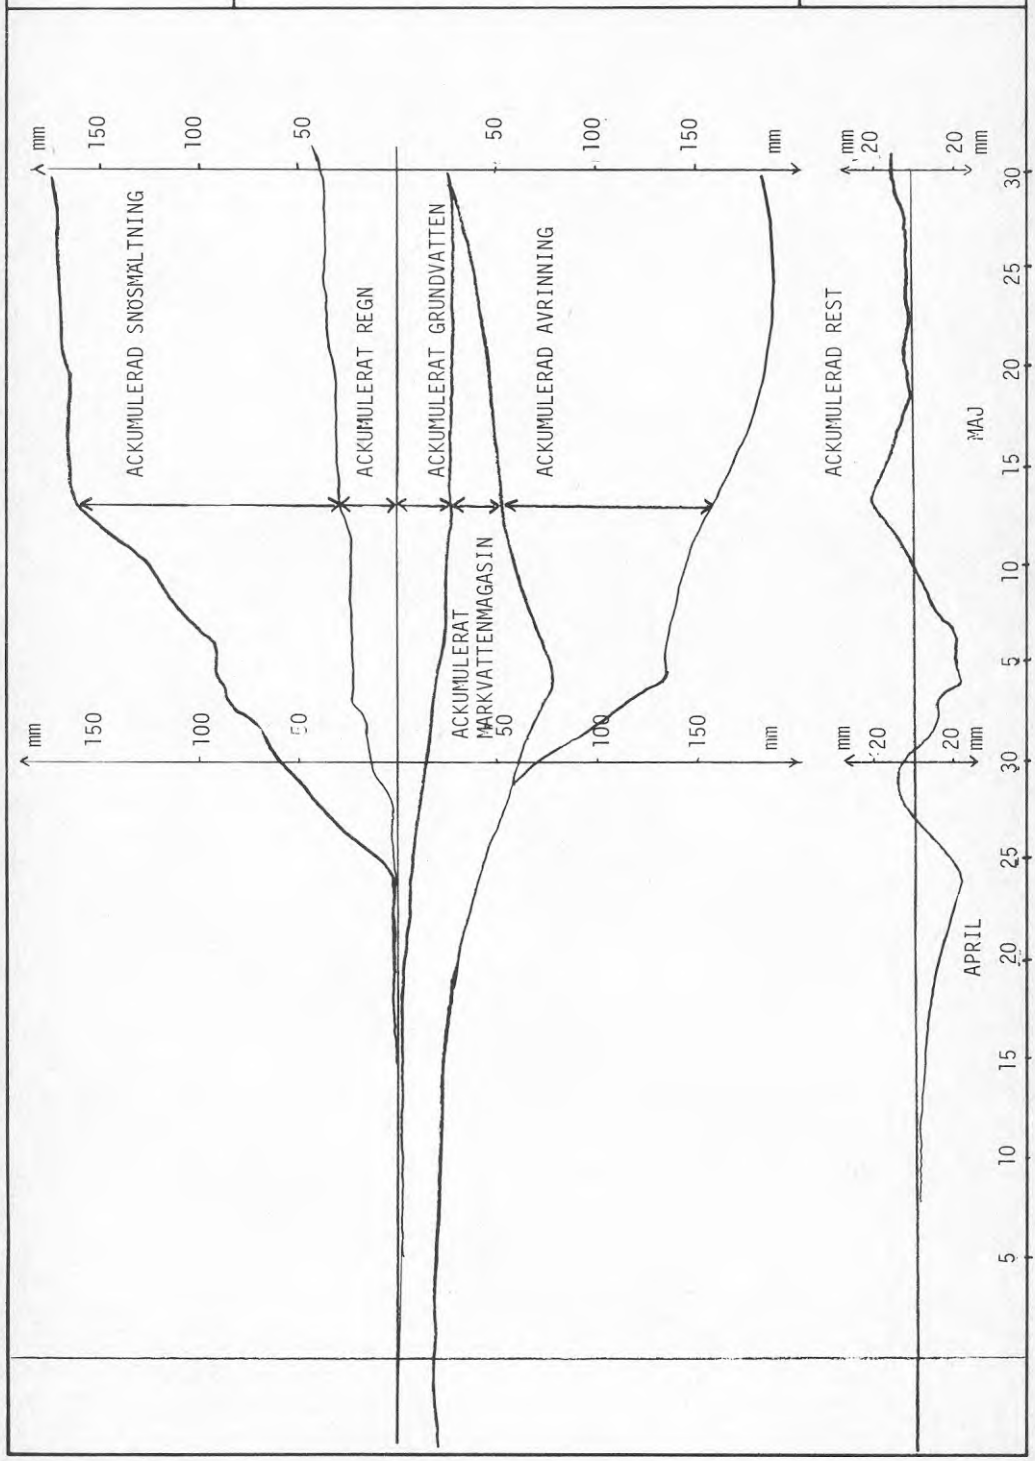 mm
150
100
50
50
100
150
mm
20
20
mm
ACKUMULERAD SNÖSMÄLTNING
ACKUMULERAT REGN
ACKUMULERAT GRUNDVATTEN
ACKUMULERAT
MARKVATTENMAGASIN
ACKUMULERAD AVRINNING
ACKUMULERAD REST
mm
150
100
50
50
100
150
mm
mm
20
20
mm
5
10
15
20
25
30
5
10
15
20
25
30
APRIL
MAJ